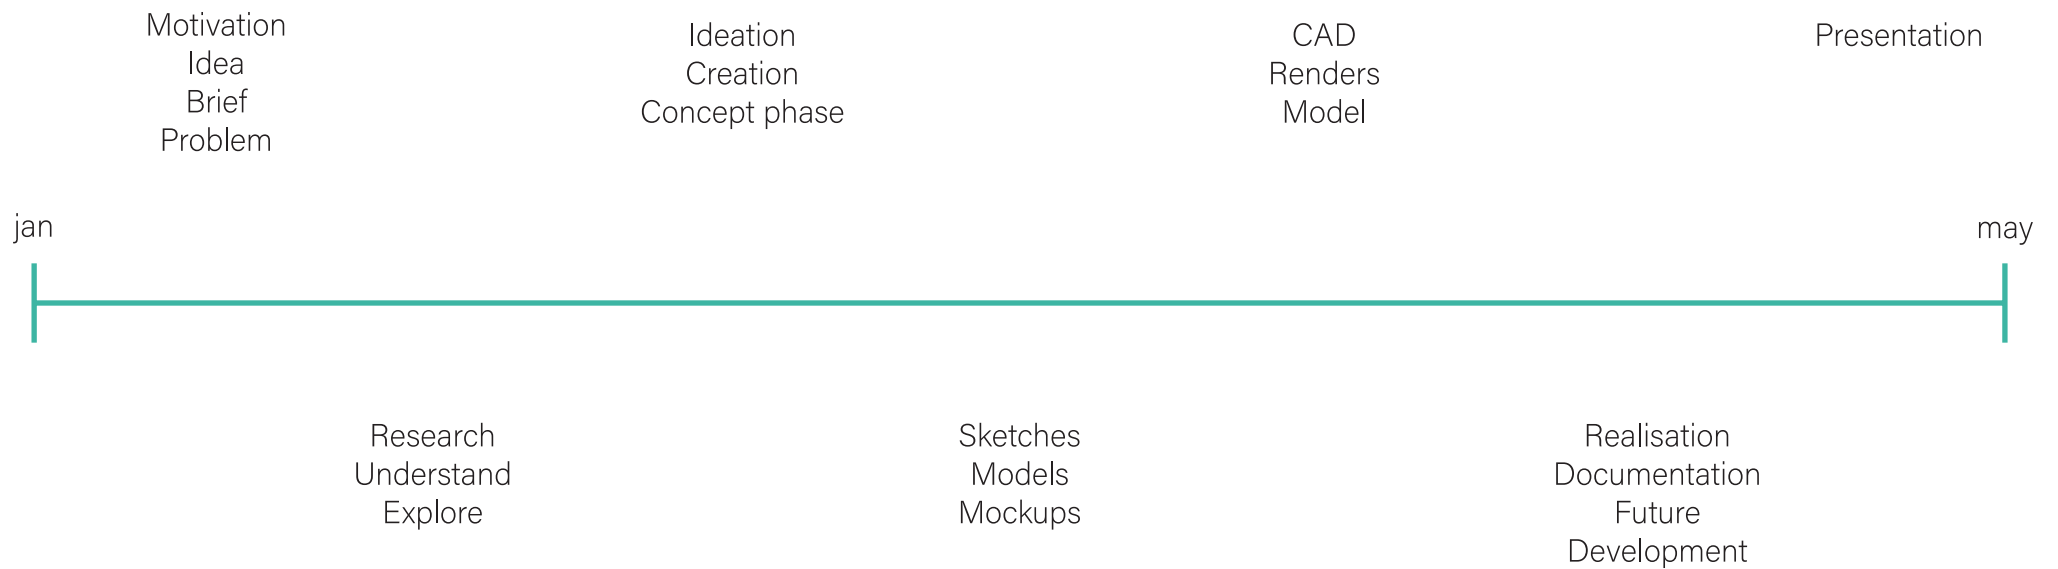 Motivation
Idea
Brief
Problem
Ideation
Creation
Concept phase
CAD
Renders
Model
Presentation
jan
may
Research
Understand
Explore
Sketches
Models
Mockups
Realisation
Documentation
Future
Development